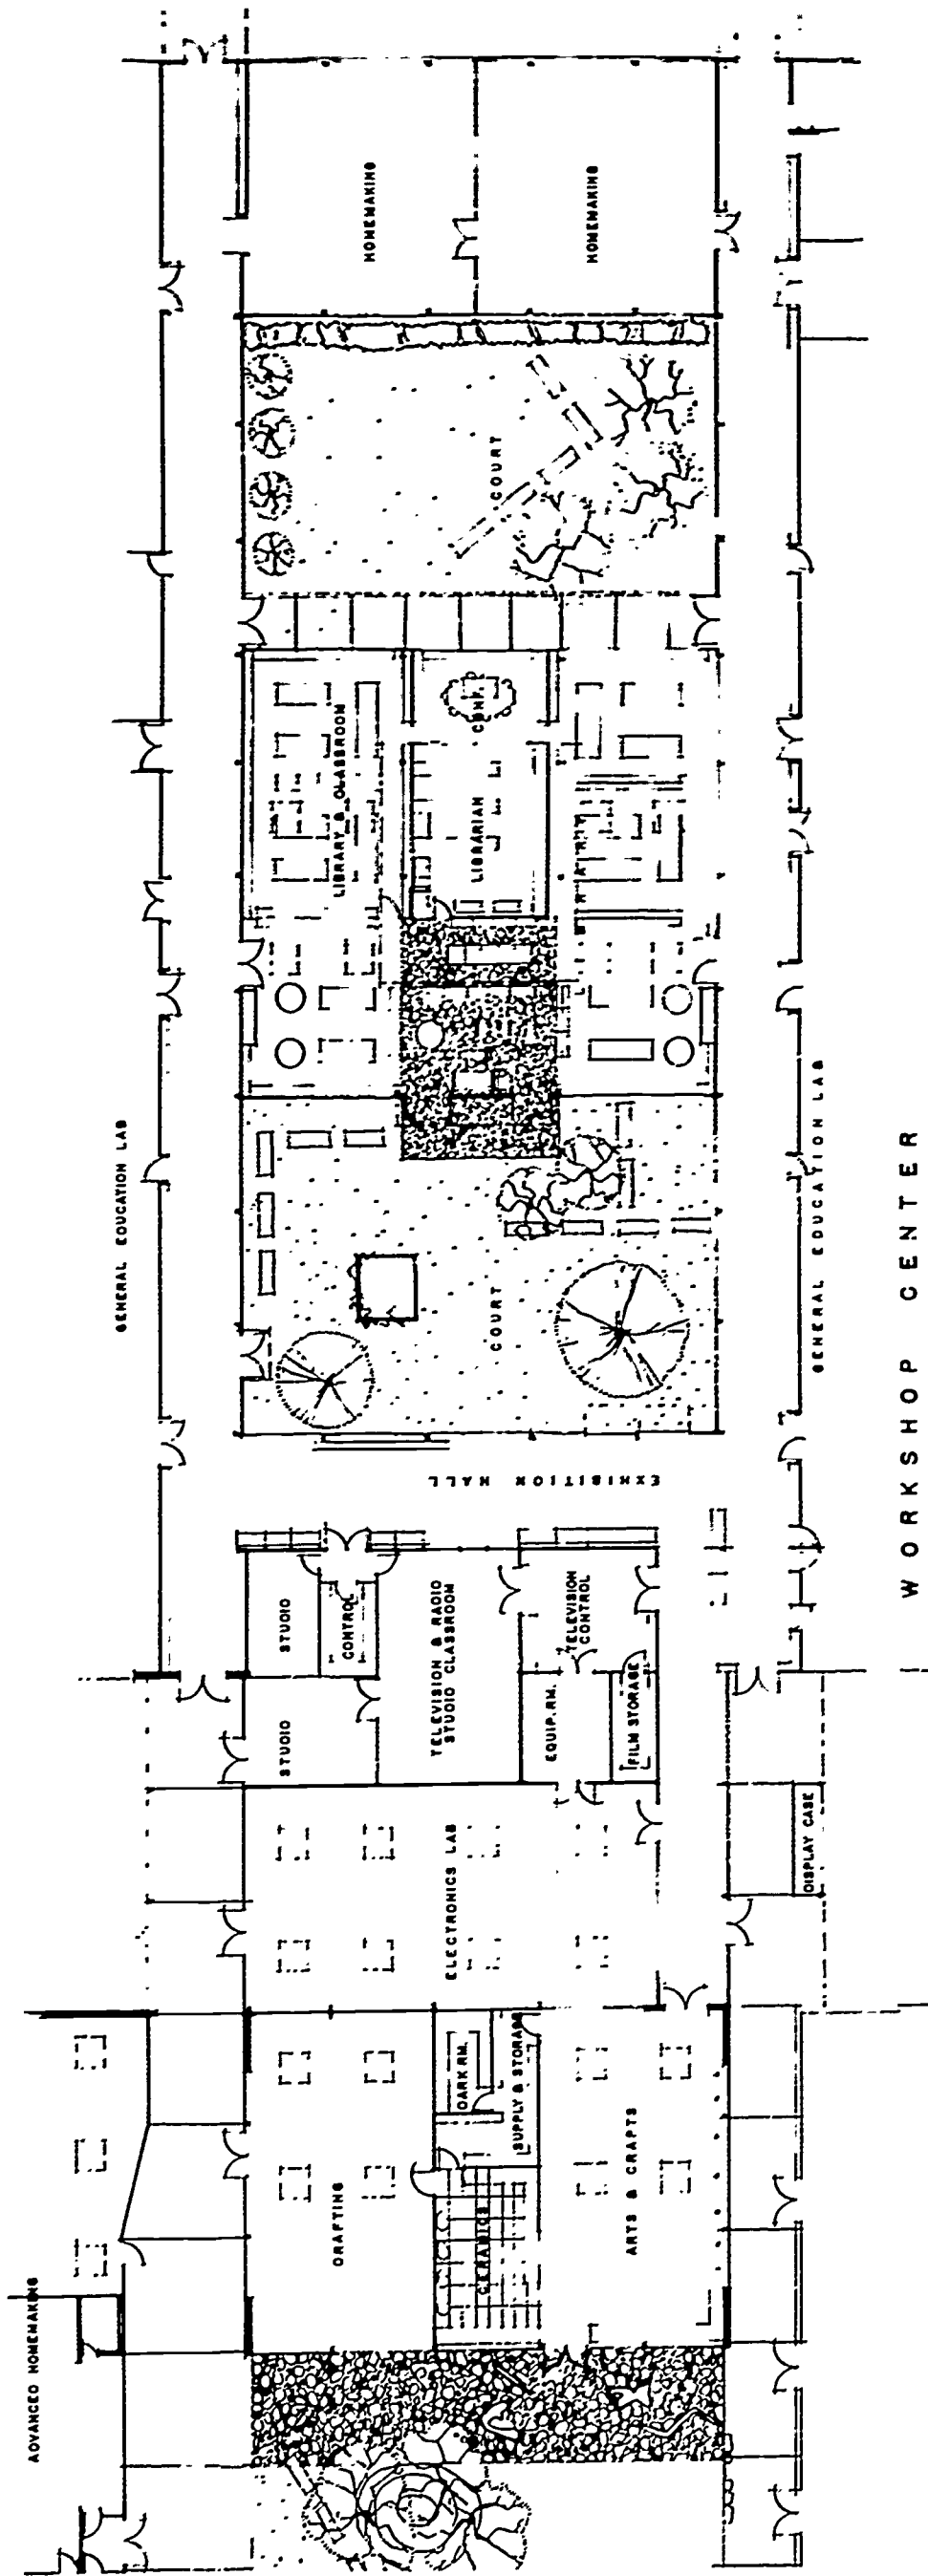 ADVANCED HOMEMAKING
GENERAL EDUCATION LAB
DRAFTING
CERAMICS
DARK RM.
SUPPLY & STORAGE
ARTS & CRAFTS
ELECTRONICS LAB
STUDIO
STUDIO
CONTROL
TELEVISION & RADIO
STUDIO CLASSROOM
EQUIP. RM.
TELEVISION
CONTROL
FILM STORAGE
DISPLAY CASE
EXHIBITION HALL
COURT
LIBRARY & CLASSROOM
LIBRARIAN
CONF.
LIBRARY
COURT
HOMEMAKING
HOMEMAKING
GENERAL EDUCATION LAB
WORKSHOP CENTER